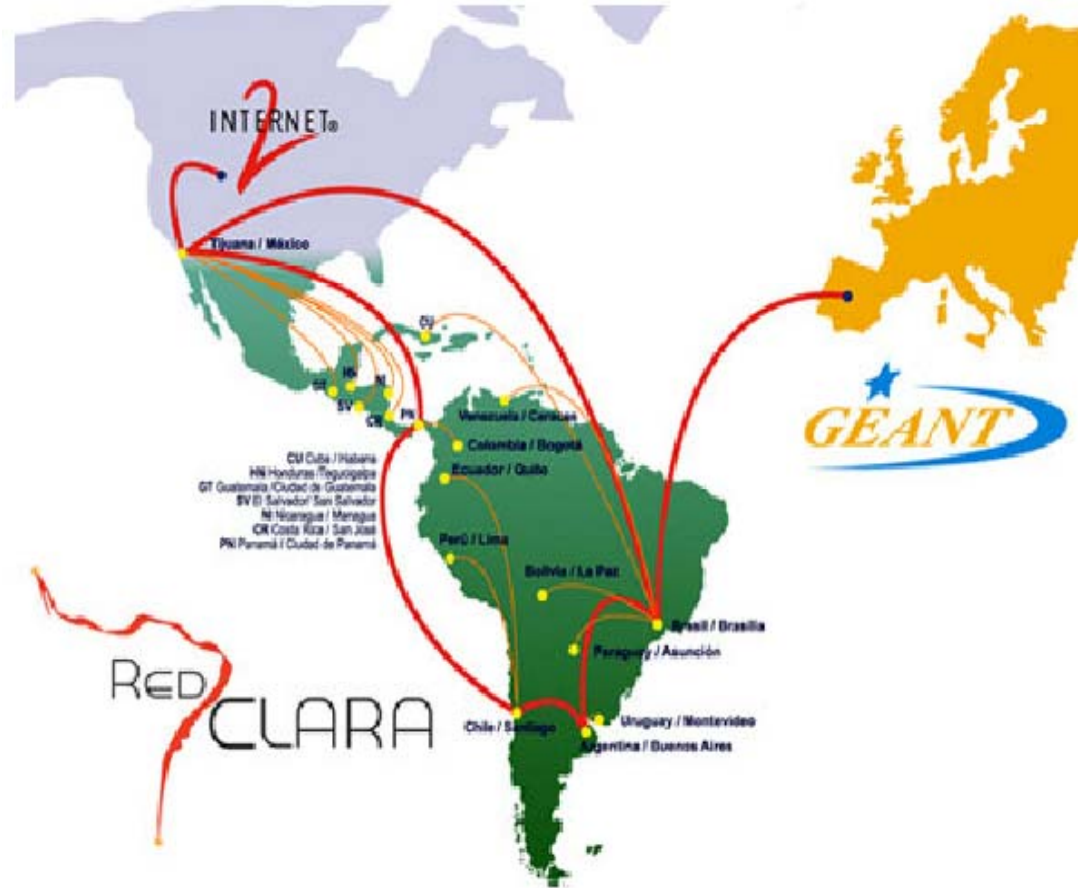 INTERNET®
2
Tijuana / México
CU
HN
GT
NI
SV
CR
PN
Venezuela / Caracas
Colombia / Bogotá
Ecuador / Quito
CU Cuba / Habana
HN Honduras /Tegucigalpa
GT Guatemala /Ciudad de Guatemala
SV El Salvador/ San Salvador
NI Nicaragua / Managua
CR Costa Rica / San José
PN Panamá / Ciudad de Panamá
Perú / Lima
Bolivia / La Paz
Brasil / Brasilia
Paraguay / Asunción
Uruguay / Montevideo
Chile / Santiago
Argentina / Buenos Aires
GEANT
RED
CLARA